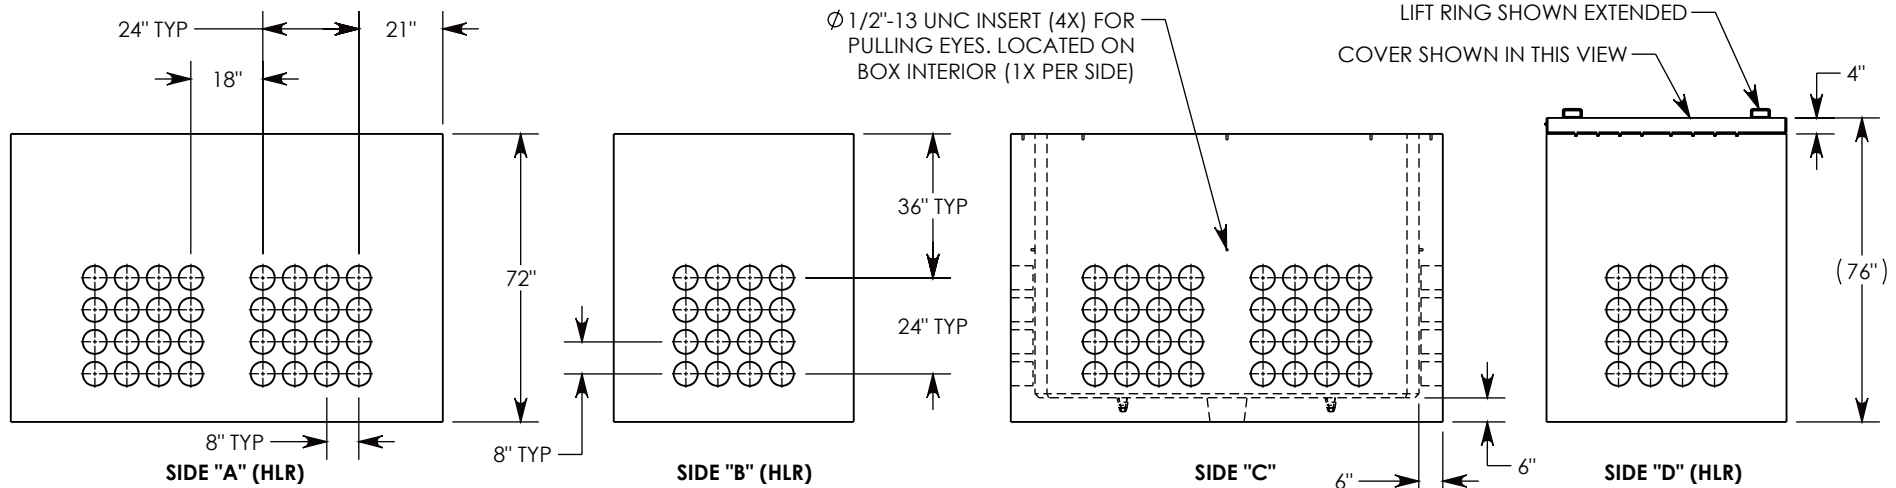 24" TYP
21"
18"
72"
8" TYP
SIDE "A" (HLR)
36" TYP
24" TYP
8" TYP
SIDE "B" (HLR)
Ø 1/2"-13 UNC INSERT (4X) FOR
PULLING EYES. LOCATED ON
BOX INTERIOR (1X PER SIDE)
6"
6"
SIDE "C"
LIFT RING SHOWN EXTENDED
COVER SHOWN IN THIS VIEW
4"
(76")
SIDE "D" (HLR)